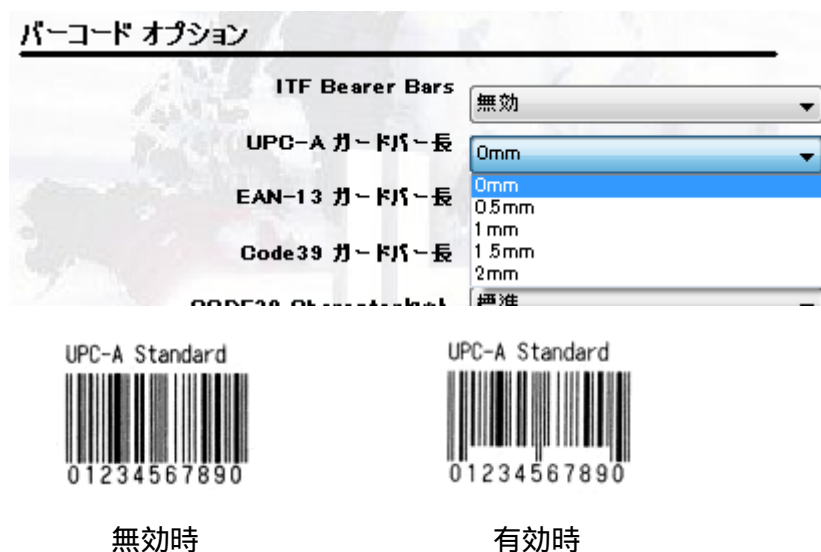 バーコード オプション
ITF Bearer Bars 無効
UPC-A ガードバー長 0mm
0mm
EAN-13 ガードバー長 0.5mm
1mm
Code39 ガードバー長 1.5mm
2mm
標準
UPC-A Standard UPC-A Standard
01234567890 01234567890
無効時 有効時